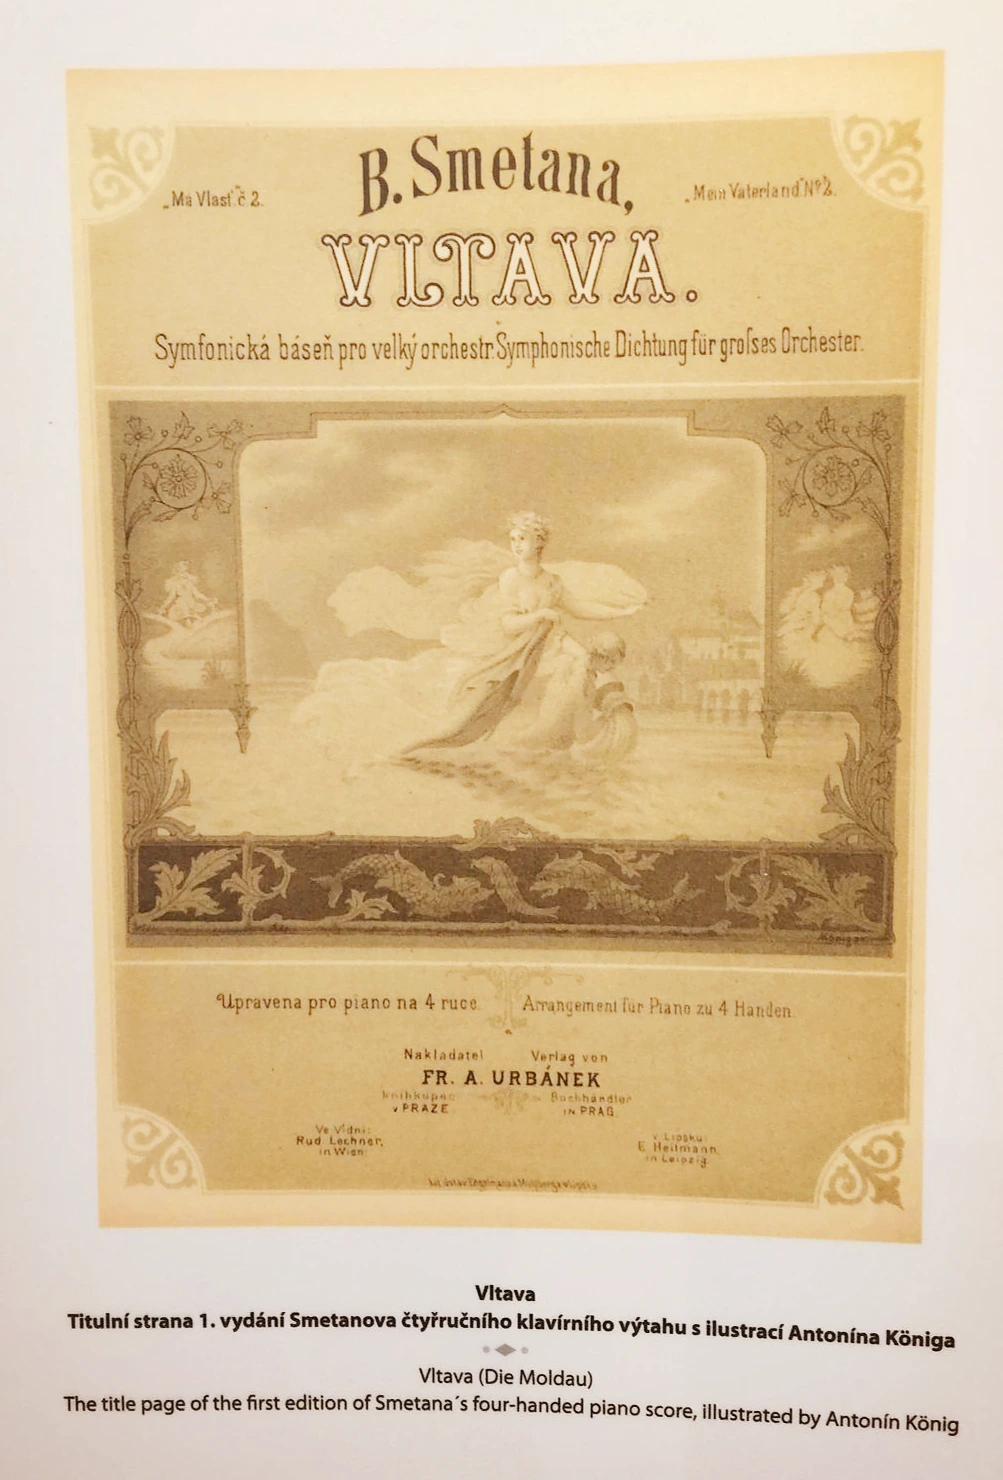 B. Smetana,
„Má Vlast" č 2.
„Mein Vaterland" No 2.
VLTAVA.
Symfonická báseň pro velký orchestr. Symphonische Dichtung für groſses Orchester.
König
Upravena pro piano na 4 ruce. Arrangement für Piano zu 4 Händen.
Nakladatel Verlag von
FR. A. URBÁNEK
knihkupec Buchhändler
v PRAZE IN PRAG.
Ve Vídni:
Rud. Lechner,
in Wien:
v Lipsku:
E. Heilmann,
in Leipzig.
Vltava
Titulní strana 1. vydání Smetanova čtyřručního klavírního výtahu s ilustrací Antonína Königa
Vltava (Die Moldau)
The title page of the first edition of Smetana´s four-handed piano score, illustrated by Antonín König